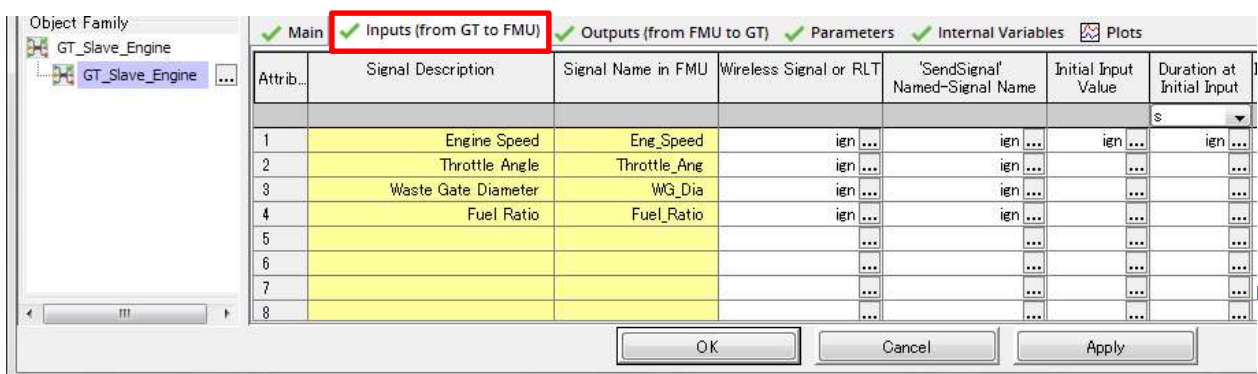 Object Family
GT_Slave_Engine
GT_Slave_Engine ...
Main Inputs (from GT to FMU) Outputs (from FMU to GT) Parameters Internal Variables Plots
Attrib... Signal Description Signal Name in FMU Wireless Signal or RLT 'SendSignal' Named-Signal Name Initial Input Value Duration at Initial Input
s
1 Engine Speed Eng_Speed ign ... ign ... ign ... ign ...
2 Throttle Angle Throttle_Ang ign ... ign ... ... ...
3 Waste Gate Diameter WG_Dia ign ... ign ... ... ...
4 Fuel Ratio Fuel_Ratio ign ... ign ... ... ...
5 ... ... ... ...
6 ... ... ... ...
7 ... ... ... ...
8 ... ... ... ...
OK Cancel Apply